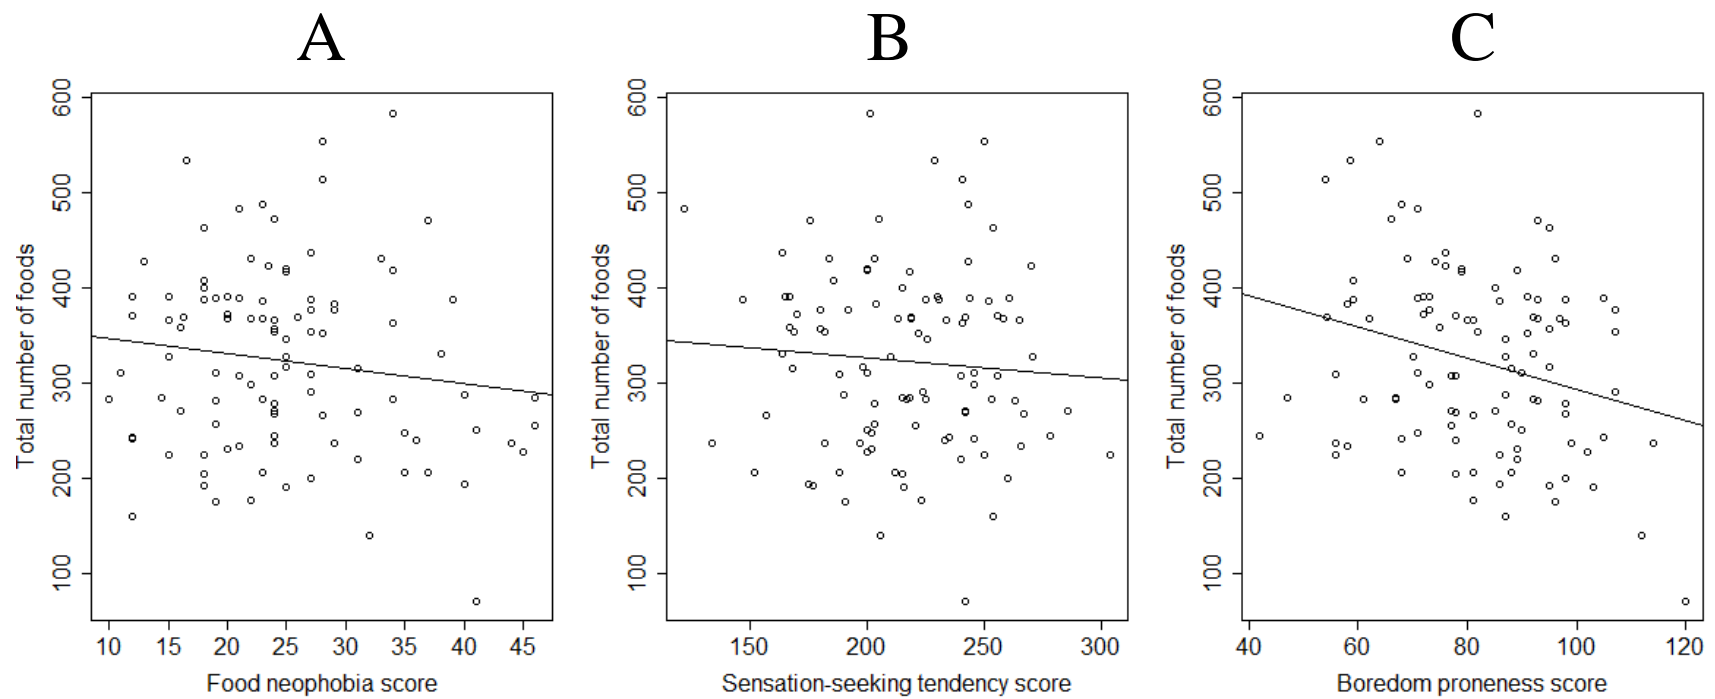 A
B
C
Total number of foods
600
500
400
300
200
100
10 15 20 25 30 35 40 45
Food neophobia score
Total number of foods
600
500
400
300
200
100
150 200 250 300
Sensation-seeking tendency score
Total number of foods
600
500
400
300
200
100
40 60 80 100 120
Boredom proneness score